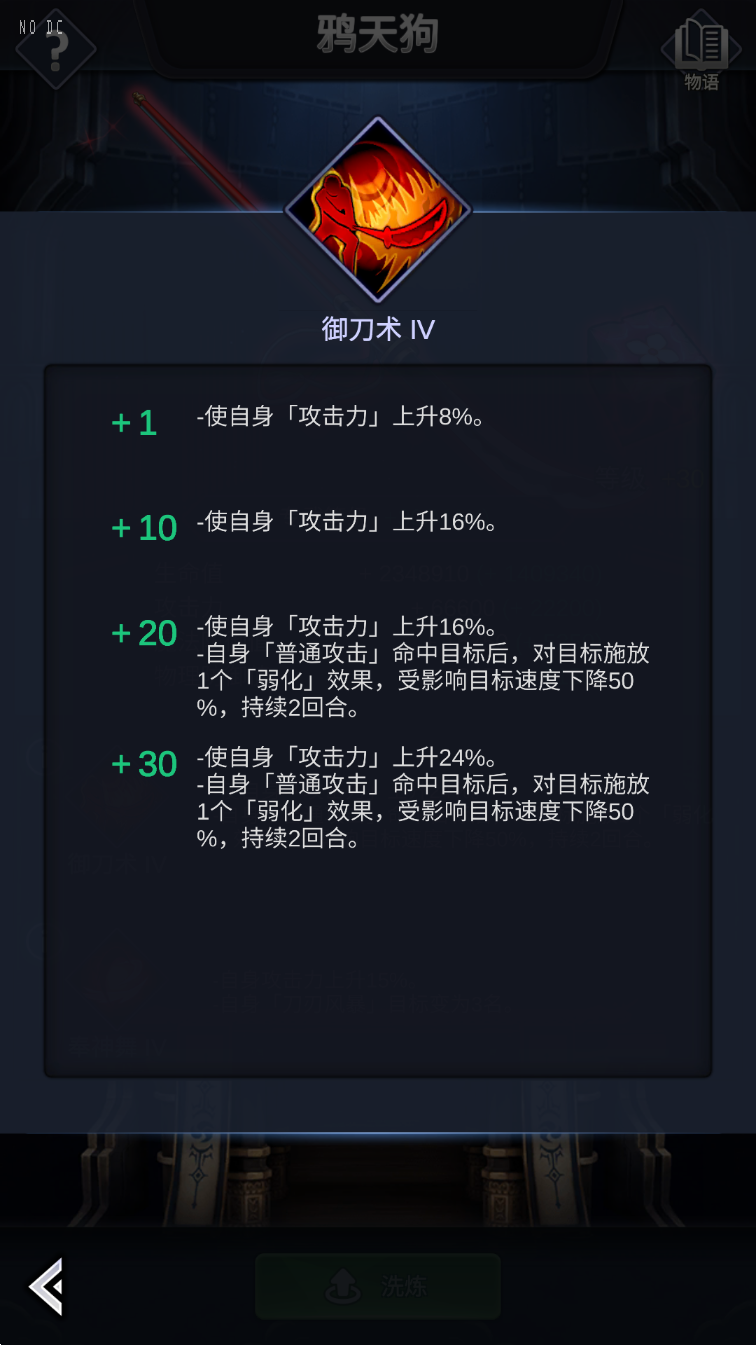 NO DC
?
鸦天狗
物语
御刀术 IV
+1
-使自身「攻击力」上升8%。
+10
-使自身「攻击力」上升16%。
+20
-使自身「攻击力」上升16%。
-自身「普通攻击」命中目标后，对目标施放
1个「弱化」效果，受影响目标速度下降50
%，持续2回合。
+30
-使自身「攻击力」上升24%。
-自身「普通攻击」命中目标后，对目标施放
1个「弱化」效果，受影响目标速度下降50
%，持续2回合。
洗炼